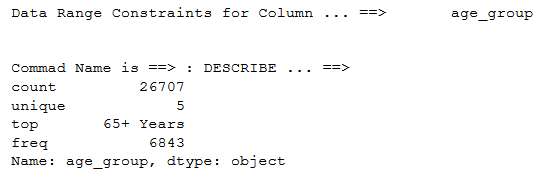 Data Range Constraints for Column ... ==> age_group
Commad Name is ==> : DESCRIBE ... ==>
count 26707
unique 5
top 65+ Years
freq 6843
Name: age_group, dtype: object